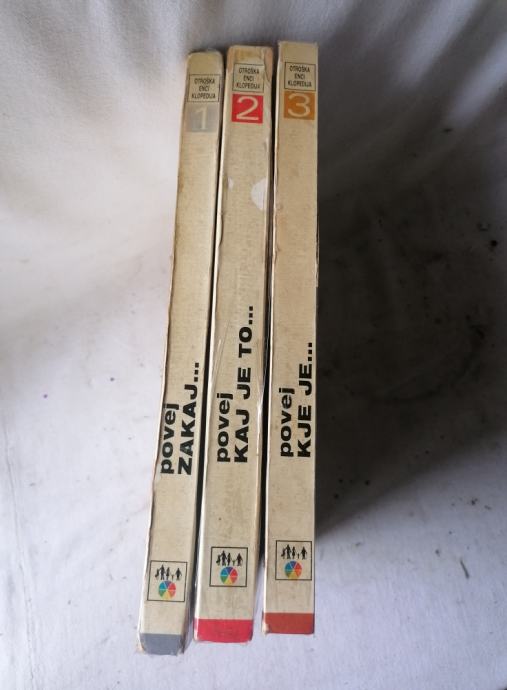 OTROŠKA
ENCI
KLOPEDIJA
1
povej
ZAKAJ...
OTROŠKA
ENCI
KLOPEDIJA
2
povej
KAJ JE TO...
OTROŠKA
ENCI
KLOPEDIJA
3
povej
KJE JE...